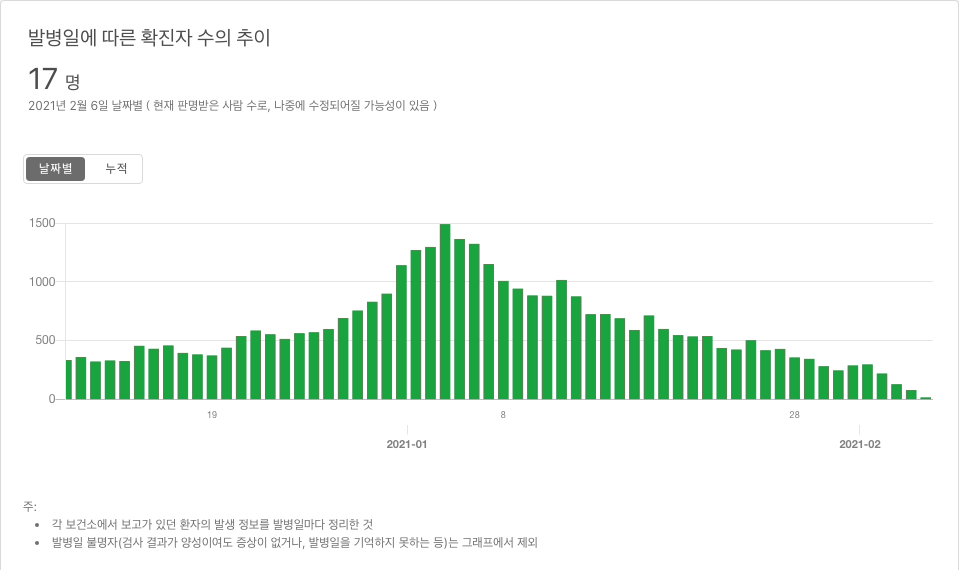 발병일에 따른 확진자 수의 추이
17 명
2021년 2월 6일 날짜별 ( 현재 판명받은 사람 수로, 나중에 수정되어질 가능성이 있음 )
날짜별 누적
1500
1000
500
0
19 8 28
2021-01 2021-02
주:
• 각 보건소에서 보고가 있던 환자의 발생 정보를 발병일마다 정리한 것
• 발병일 불명자(검사 결과가 양성이여도 증상이 없거나, 발병일을 기억하지 못하는 등)는 그래프에서 제외